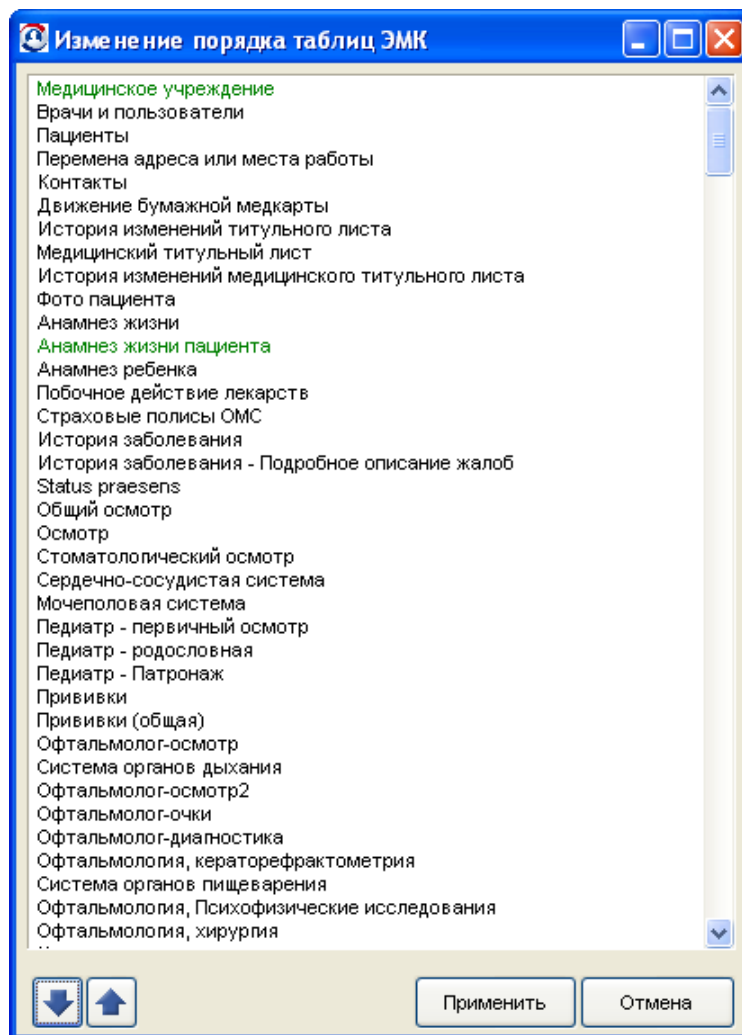 Изменение порядка таблиц ЭМК
Медицинское учреждение
Врачи и пользователи
Пациенты
Перемена адреса или места работы
Контакты
Движение бумажной медкарты
История изменений титульного листа
Медицинский титульный лист
История изменений медицинского титульного листа
Фото пациента
Анамнез жизни
Анамнез жизни пациента
Анамнез ребенка
Побочное действие лекарств
Страховые полисы ОМС
История заболевания
История заболевания - Подробное описание жалоб
Status praesens
Общий осмотр
Осмотр
Стоматологический осмотр
Сердечно-сосудистая система
Мочеполовая система
Педиатр - первичный осмотр
Педиатр - родословная
Педиатр - Патронаж
Прививки
Прививки (общая)
Офтальмолог-осмотр
Система органов дыхания
Офтальмолог-осмотр2
Офтальмолог-очки
Офтальмолог-диагностика
Офтальмология, кераторефрактометрия
Система органов пищеварения
Офтальмология, Психофизические исследования
Офтальмология, хирургия
Применить Отмена